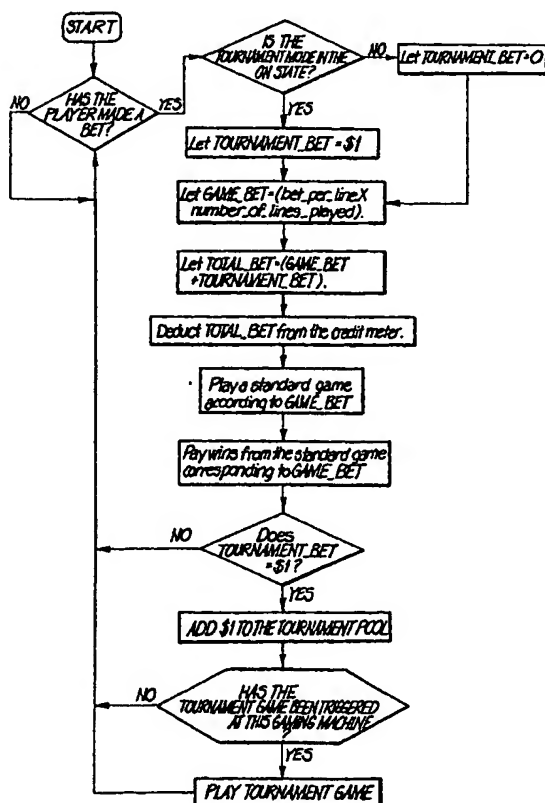 START
IS THE
TOURNAMENT MODE IN THE
ON STATE?
NO
Let TOURNAMENT_BET=0
NO
HAS THE
PLAYER MADE A
BET?
YES
YES
Let TOURNAMENT_BET = $1
Let GAME_BET=(bet_per_line X
number_of_lines_played).
Let TOTAL_BET=(GAME_BET
+TOURNAMENT_BET).
Deduct TOTAL_BET from the credit meter.
Play a standard game
according to GAME_BET
Pay wins from the standard game
corresponding to GAME_BET
NO
Does
TOURNAMENT_BET
=$1?
YES
ADD $1 TO THE TOURNAMENT POOL
NO
HAS THE
TOURNAMENT GAME BEEN TRIGGERED
AT THIS GAMING MACHINE
?
YES
PLAY TOURNAMENT GAME